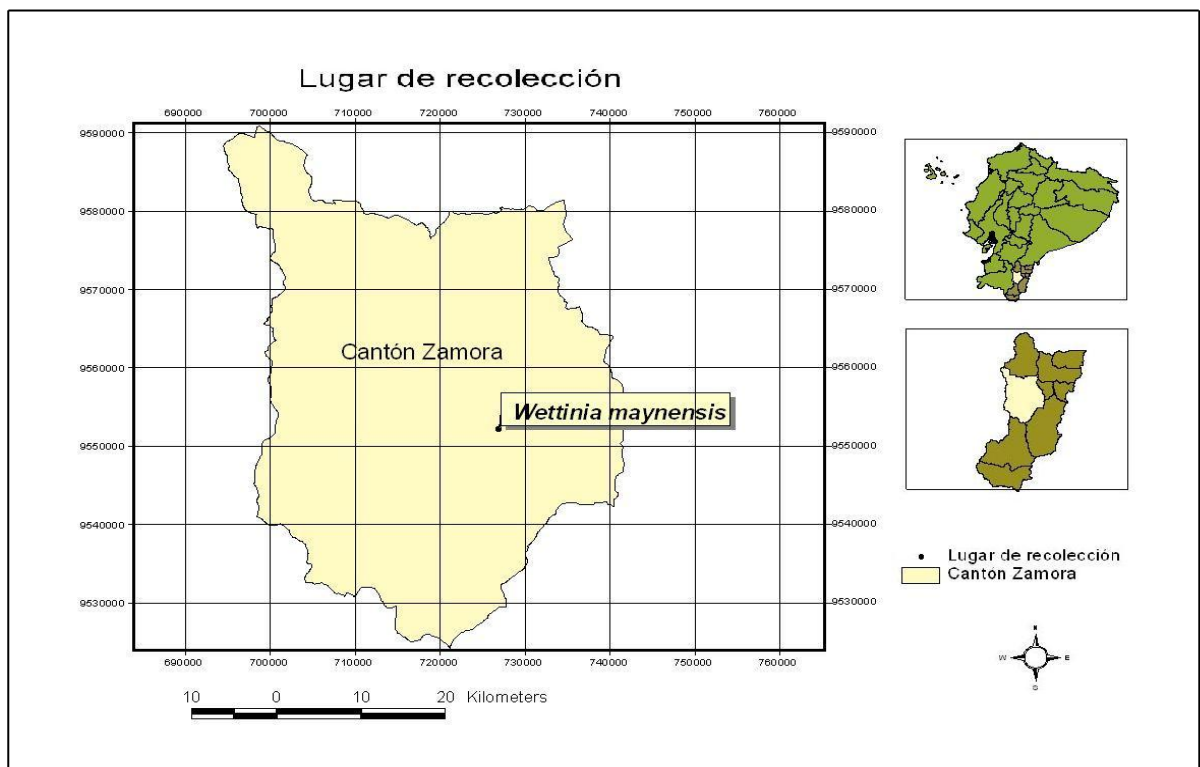 Lugar de recolección
690000 700000 710000 720000 730000 740000 750000 760000
9590000 9590000
9580000 9580000
9570000 9570000
Cantón Zamora
9560000 9560000
Wettinia maynensis
9550000 9550000
9540000 9540000
9530000 9530000
690000 700000 710000 720000 730000 740000 750000 760000
10 0 10 20 Kilometers
Lugar de recolección
Cantón Zamora
W E